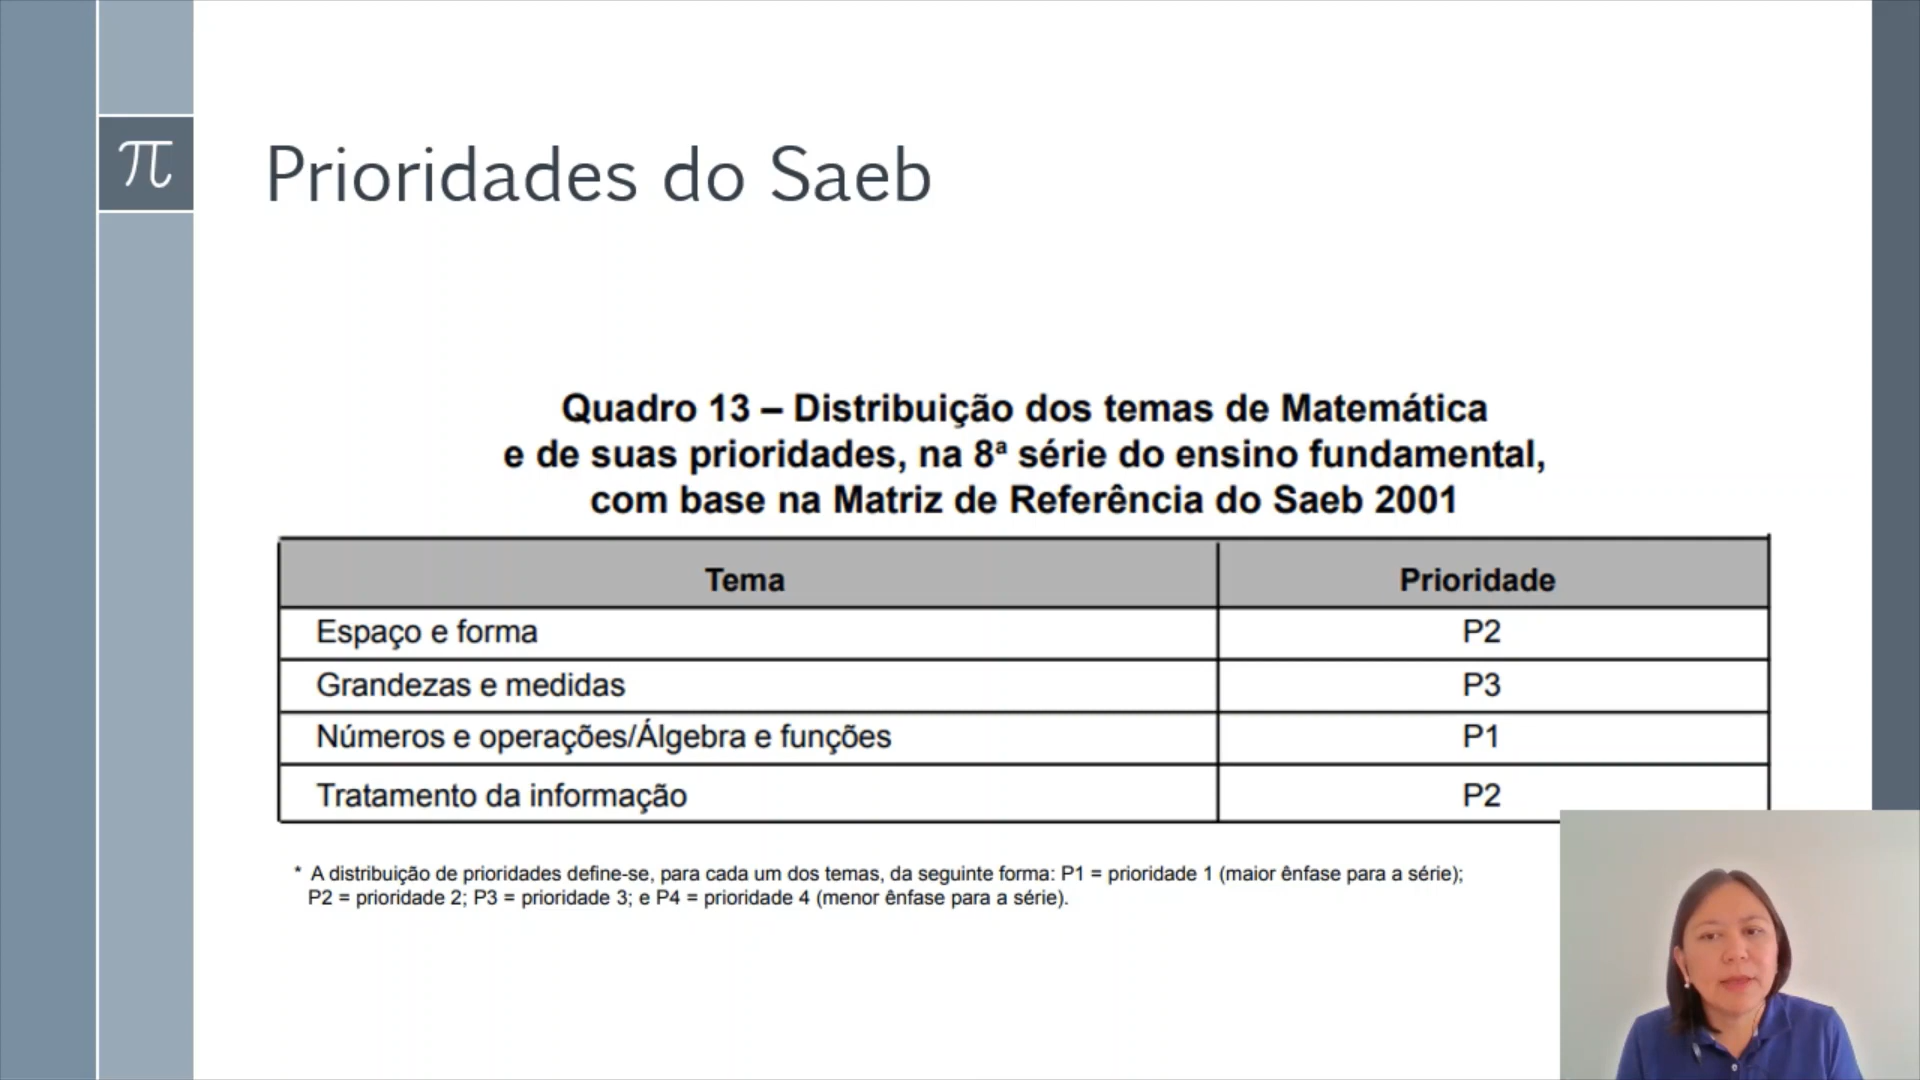 π
Prioridades do Saeb
Quadro 13 – Distribuição dos temas de Matemática
e de suas prioridades, na 8ª série do ensino fundamental,
com base na Matriz de Referência do Saeb 2001
Tema Prioridade
Espaço e forma P2
Grandezas e medidas P3
Números e operações/Álgebra e funções P1
Tratamento da informação P2
* A distribuição de prioridades define-se, para cada um dos temas, da seguinte forma: P1 = prioridade 1 (maior ênfase para a série);
P2 = prioridade 2; P3 = prioridade 3; e P4 = prioridade 4 (menor ênfase para a série).